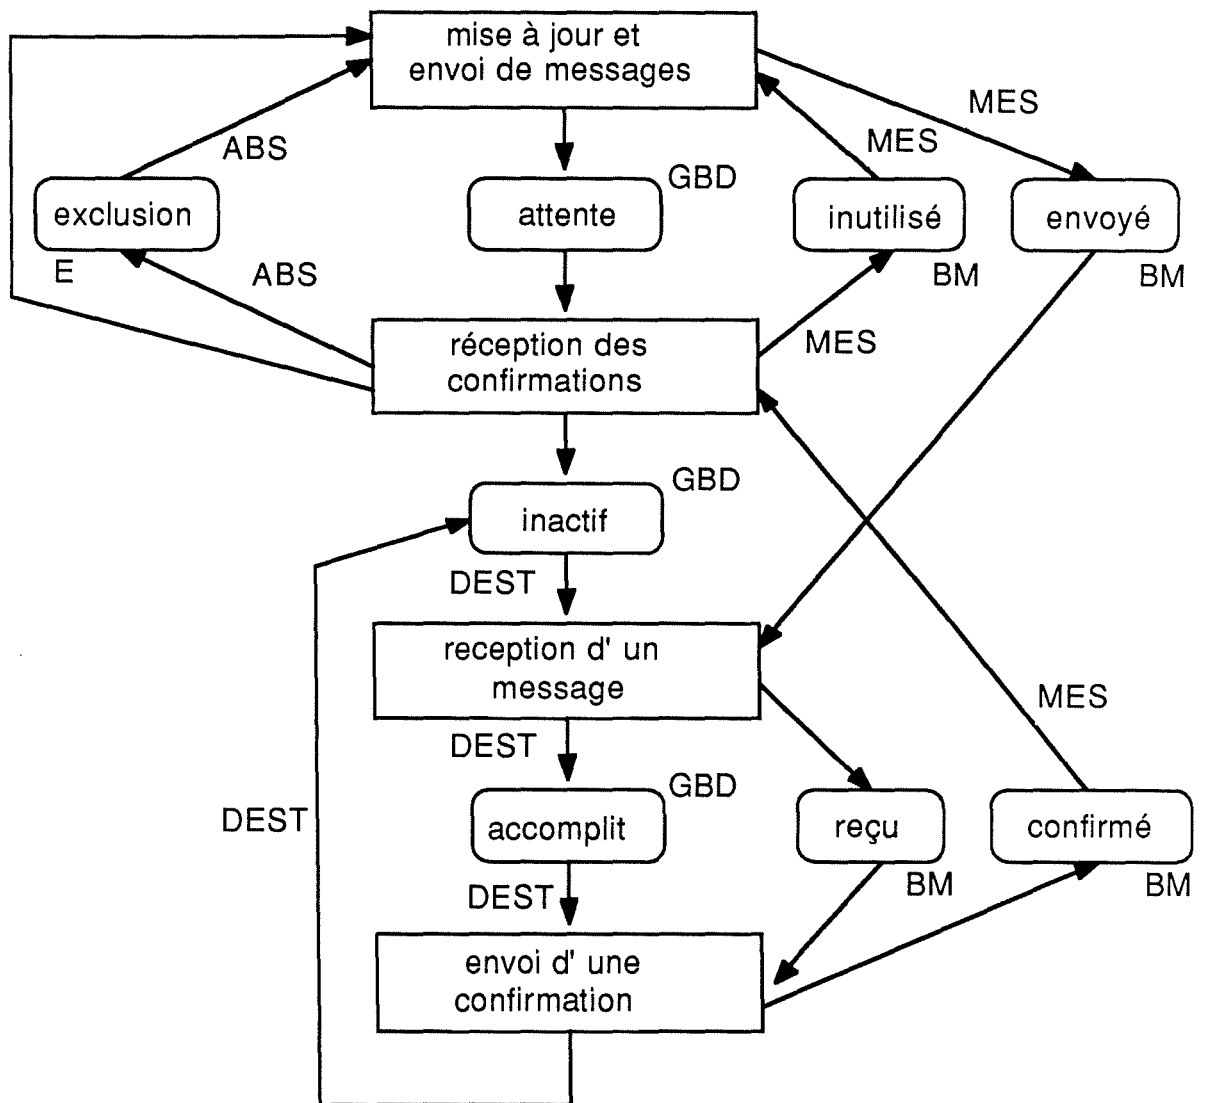 mise à jour et
envoi de messages
MES
ABS
MES
GBD
exclusion
attente
inutilisé
envoyé
E
ABS
BM
BM
réception des
confirmations
MES
GBD
inactif
DEST
reception d' un
message
MES
DEST
GBD
DEST
accomplit
reçu
confirmé
DEST
BM
BM
envoi d' une
confirmation